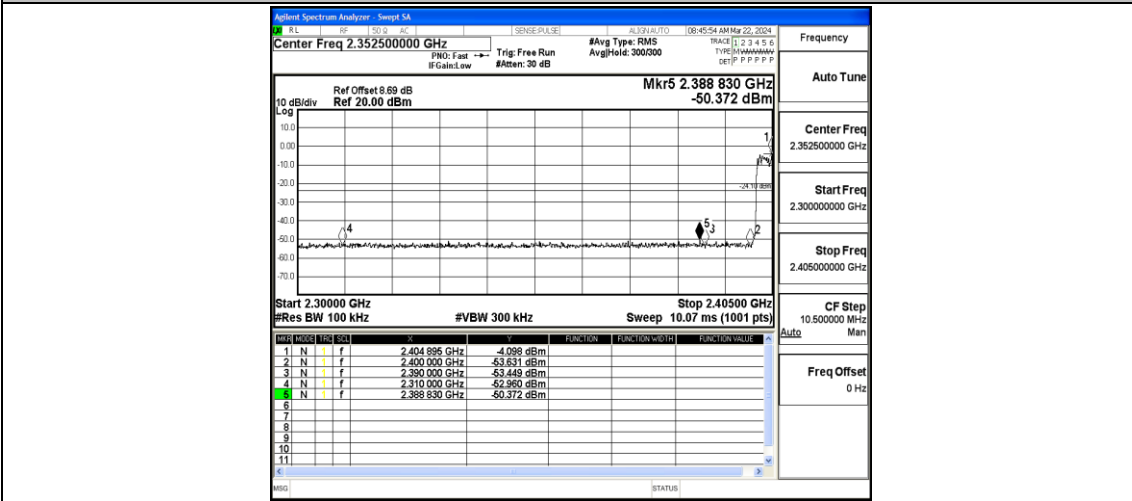 Agilent Spectrum Analyzer - Swept SA
RL RF 50 Ω AC SENSE:PULSE ALIGN AUTO 08:45:54 AM Mar 22, 2024
Center Freq 2.352500000 GHz
PNO: Fast
IFGain:Low
Trig: Free Run
#Atten: 30 dB
#Avg Type: RMS
Avg|Hold: 300/300
TRACE 1 2 3 4 5 6
TYPE M
DET P P P P P P
Ref Offset 8.69 dB
10 dB/div Ref 20.00 dBm
Log
Mkr5 2.388 830 GHz
-50.372 dBm
10.0
0.00
-10.0
-20.0
-30.0
-40.0
-50.0
-60.0
-70.0
1
-24.10 dBm
4
5
3
2
Start 2.30000 GHz Stop 2.40500 GHz
#Res BW 100 kHz #VBW 300 kHz Sweep 10.07 ms (1001 pts)
MKR MODE TRC SCL X Y FUNCTION FUNCTION WIDTH FUNCTION VALUE
1 N 1 f 2.404 895 GHz -4.098 dBm
2 N 1 f 2.400 000 GHz -53.631 dBm
3 N 1 f 2.390 000 GHz -53.449 dBm
4 N 1 f 2.310 000 GHz -52.960 dBm
5 N 1 f 2.388 830 GHz -50.372 dBm
6
7
8
9
10
11
MSG STATUS
Frequency
Auto Tune
Center Freq
2.352500000 GHz
Start Freq
2.300000000 GHz
Stop Freq
2.405000000 GHz
CF Step
10.500000 MHz
Auto Man
Freq Offset
0 Hz